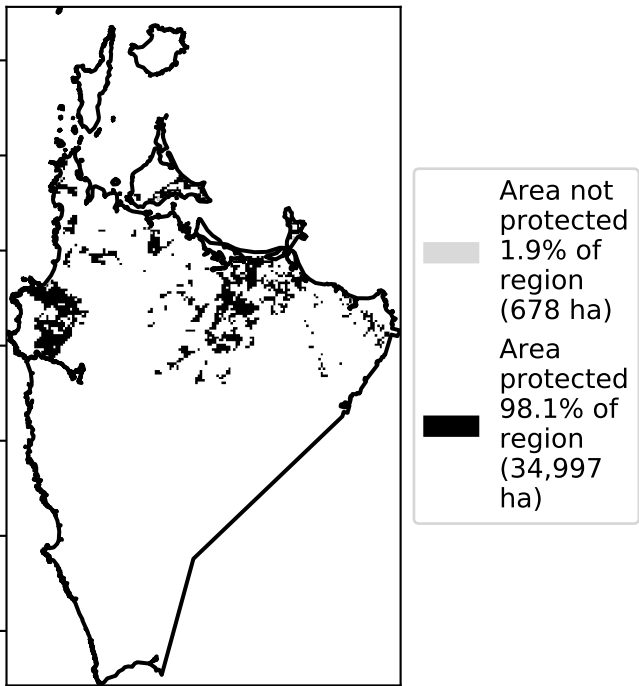 Area not
protected
1.9% of
region
(678 ha)
Area
protected
98.1% of
region
(34,997
ha)